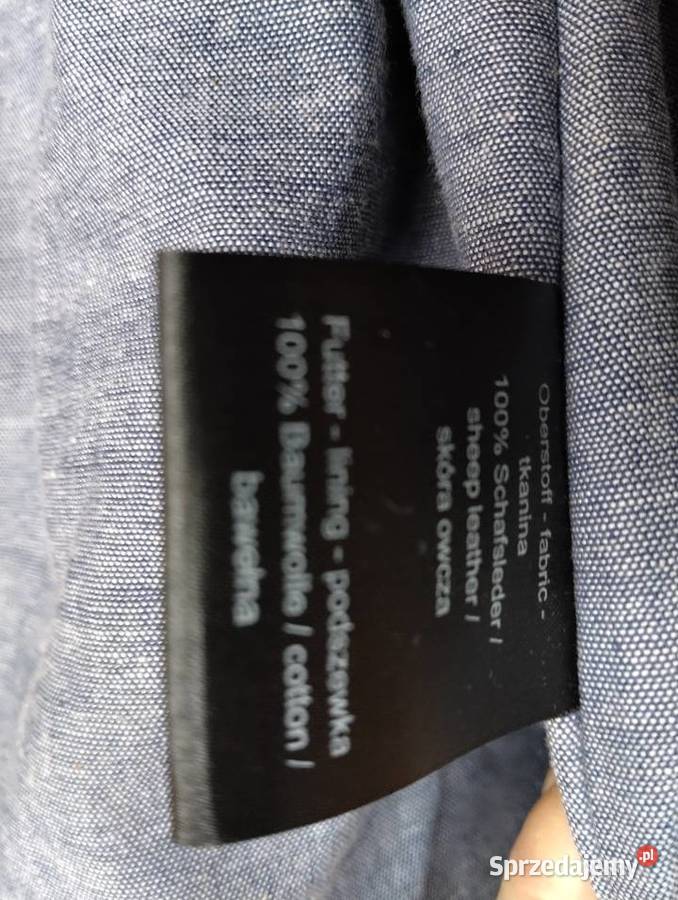 Oberstoff - fabric -
tkanina
100% Schafsleder /
sheep leather /
skóra owcza
Futter - lining - podszewka
100% Baumwolle / cotton /
bawełna
Sprzedajemy.pl